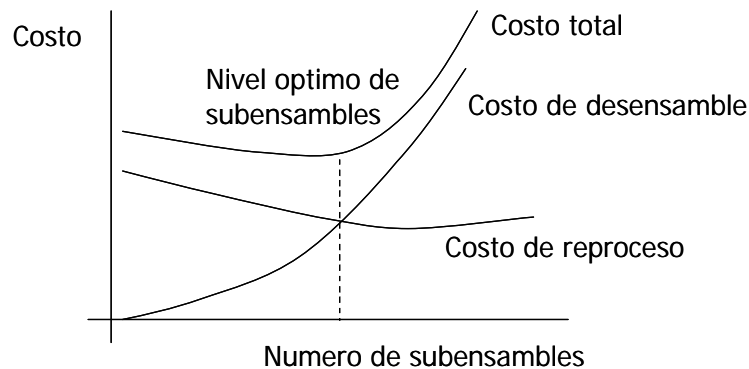 Costo
Costo total
Nivel optimo de
subensambles
Costo de desensamble
Costo de reproceso
Numero de subensambles